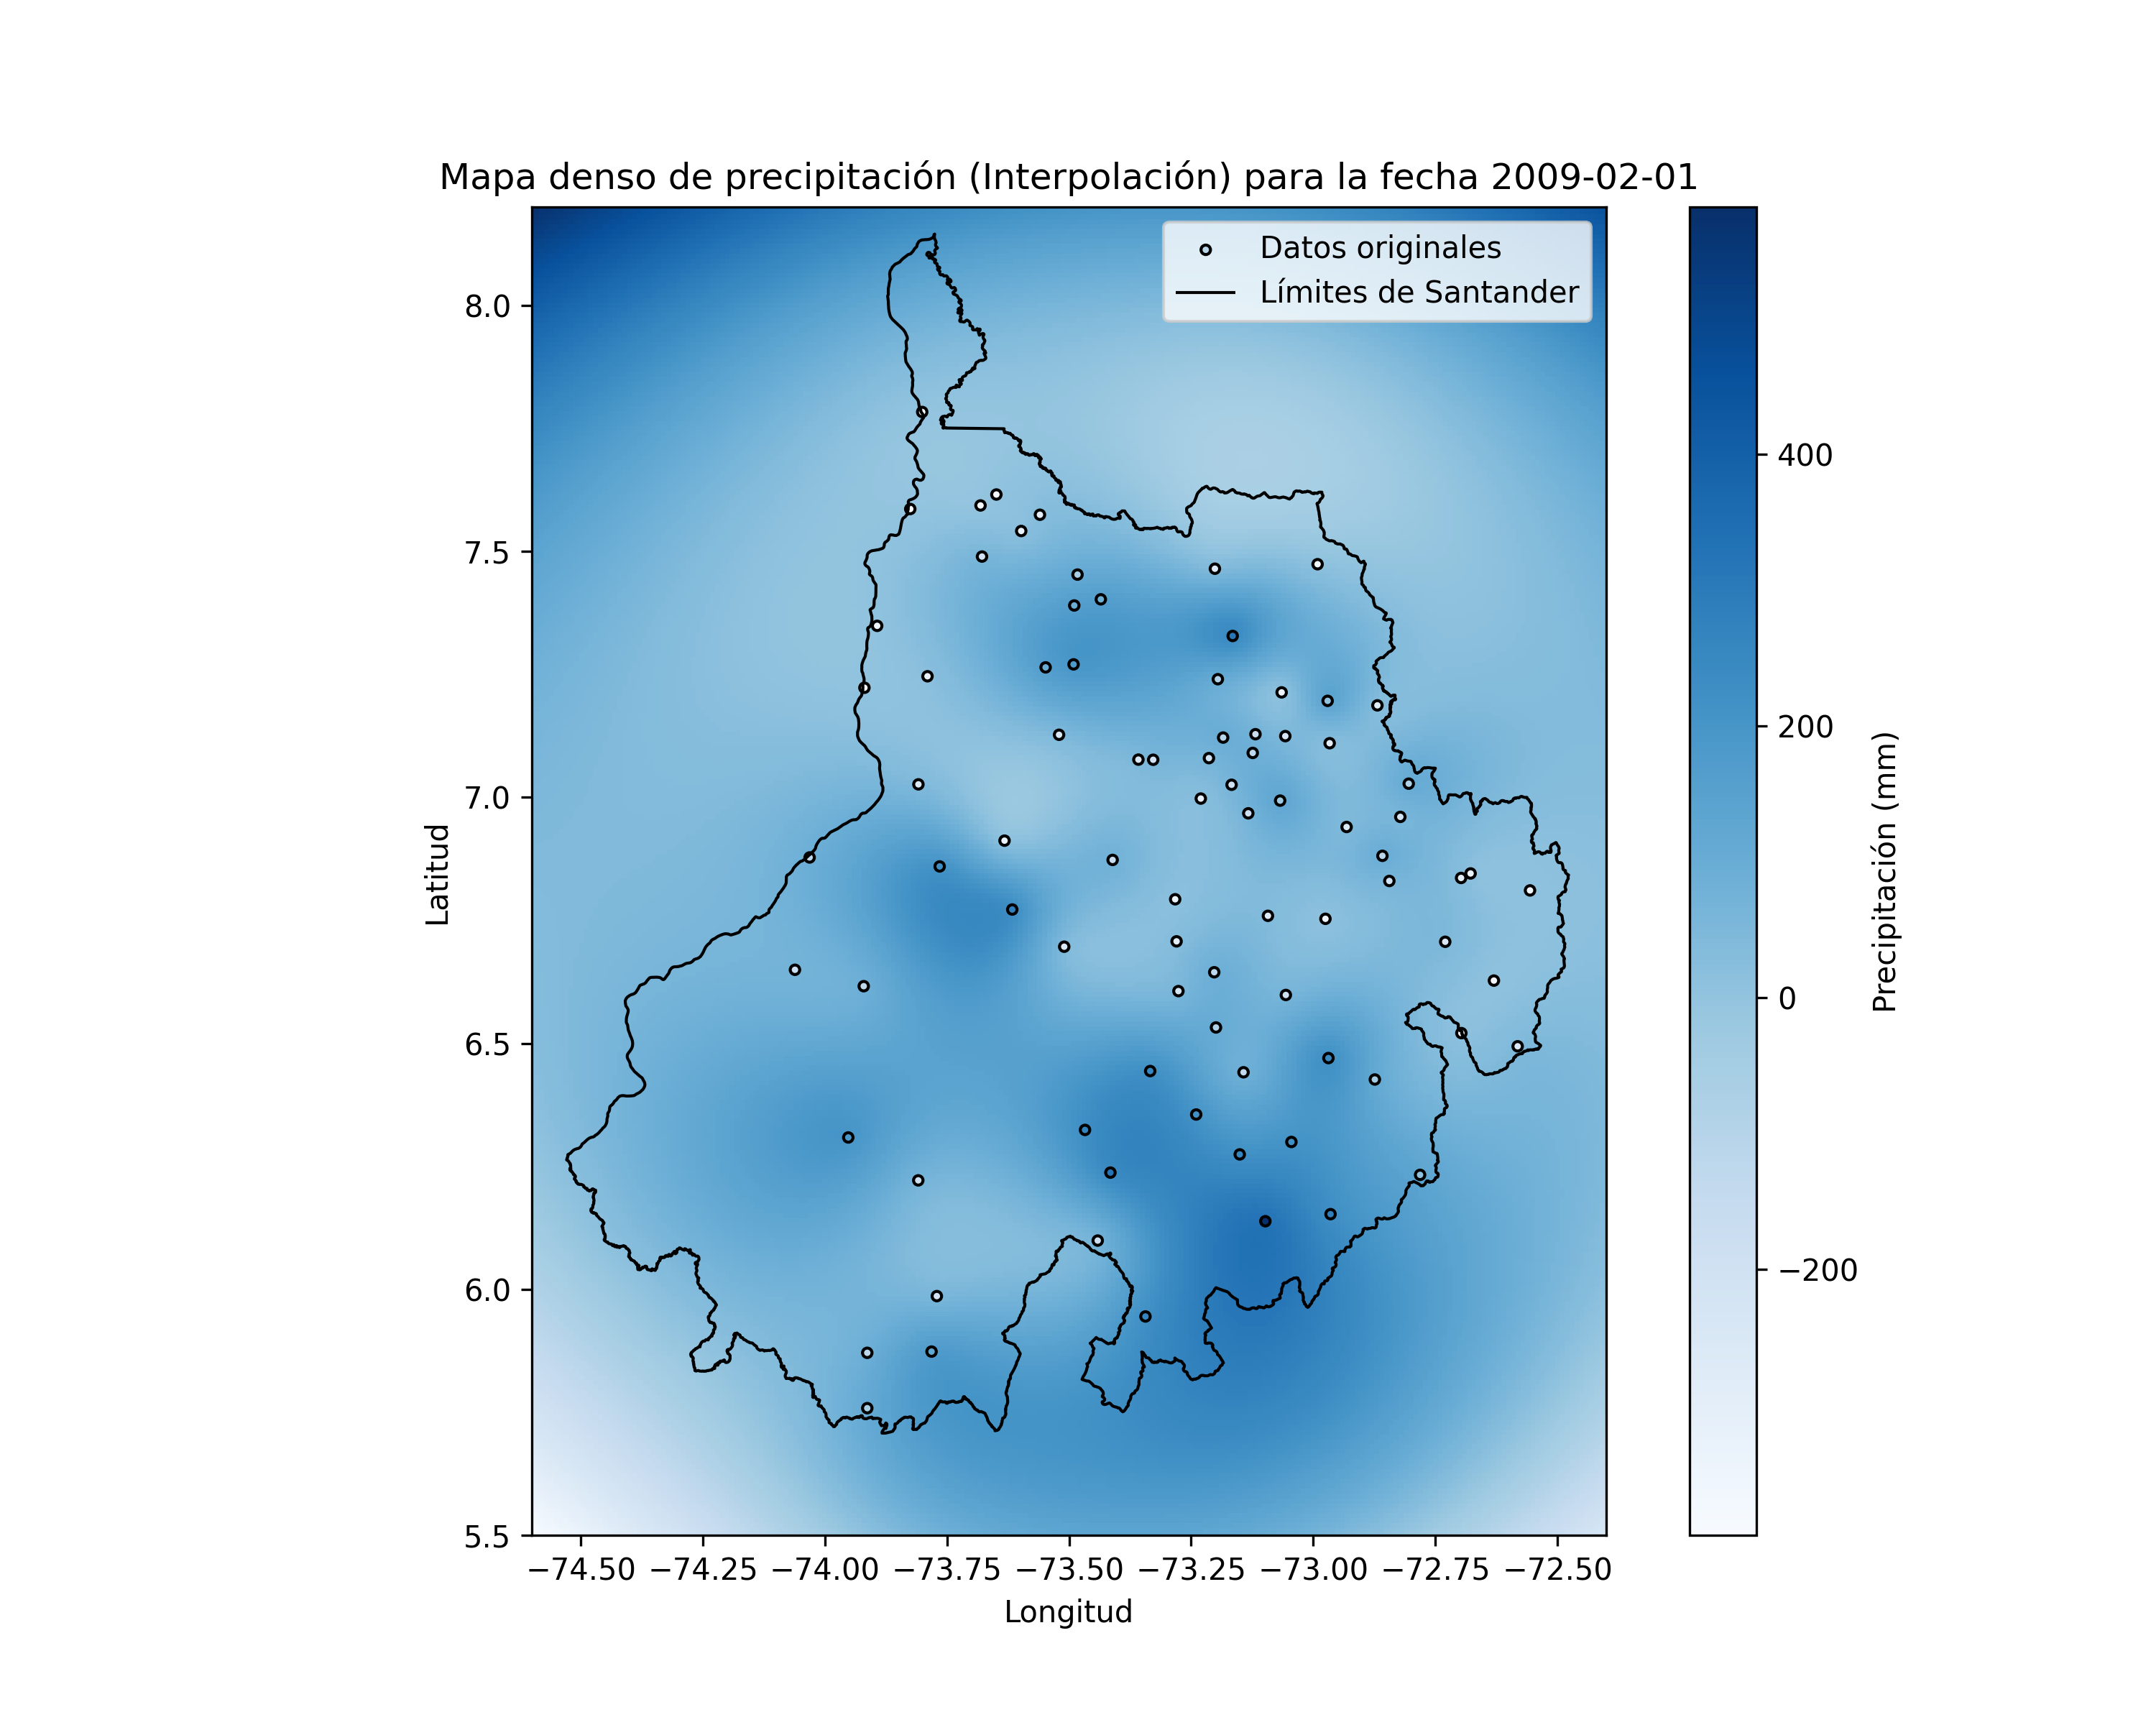 Mapa denso de precipitación (Interpolación) para la fecha 2009-02-01
Datos originales
Límites de Santander
8.0
7.5
7.0
6.5
6.0
5.5
Latitud
−74.50 −74.25 −74.00 −73.75 −73.50 −73.25 −73.00 −72.75 −72.50
Longitud
400
200
0
−200
Precipitación (mm)